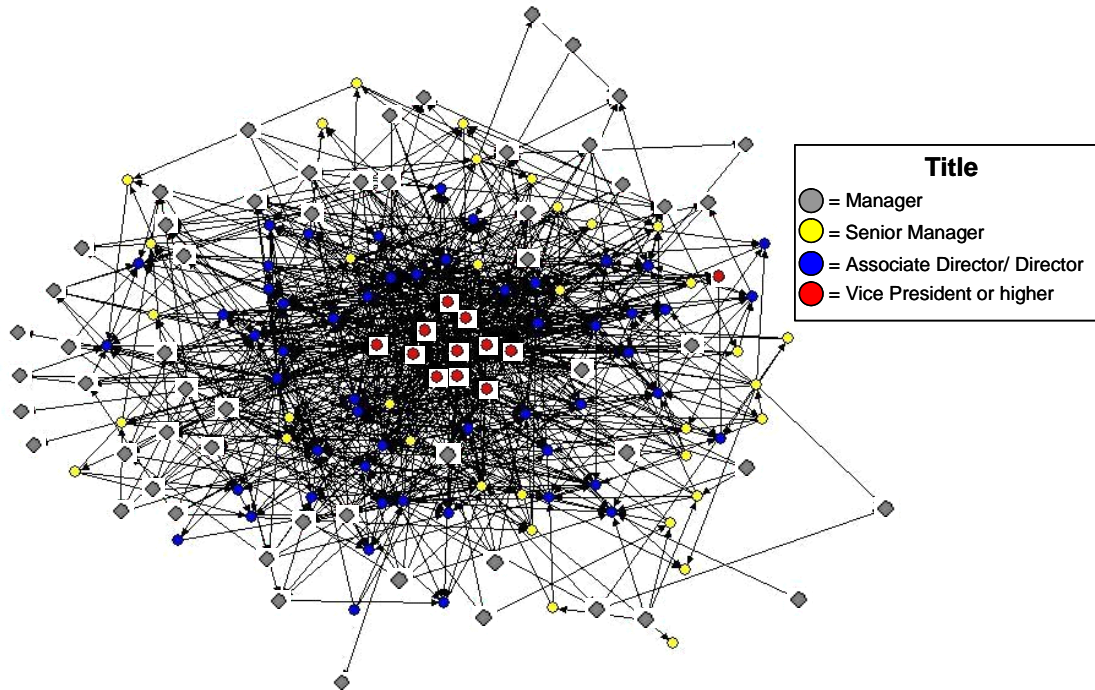 Title
= Manager
= Senior Manager
= Associate Director/ Director
= Vice President or higher